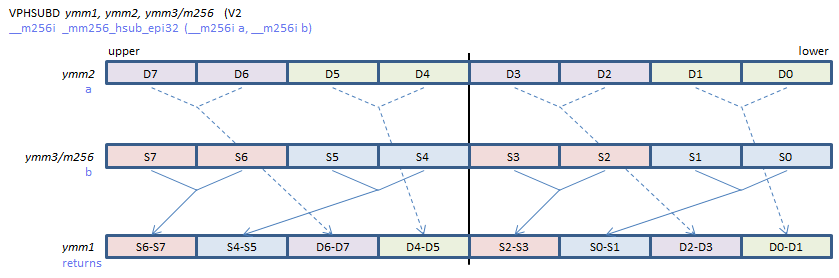 VPHSUBD ymm1, ymm2, ymm3/m256 (V2
__m256i _mm256_hsub_epi32 (__m256i a, __m256i b)
upper lower
ymm2 D7 D6 D5 D4 D3 D2 D1 D0
a
ymm3/m256 S7 S6 S5 S4 S3 S2 S1 S0
b
ymm1 S6-S7 S4-S5 D6-D7 D4-D5 S2-S3 S0-S1 D2-D3 D0-D1
returns